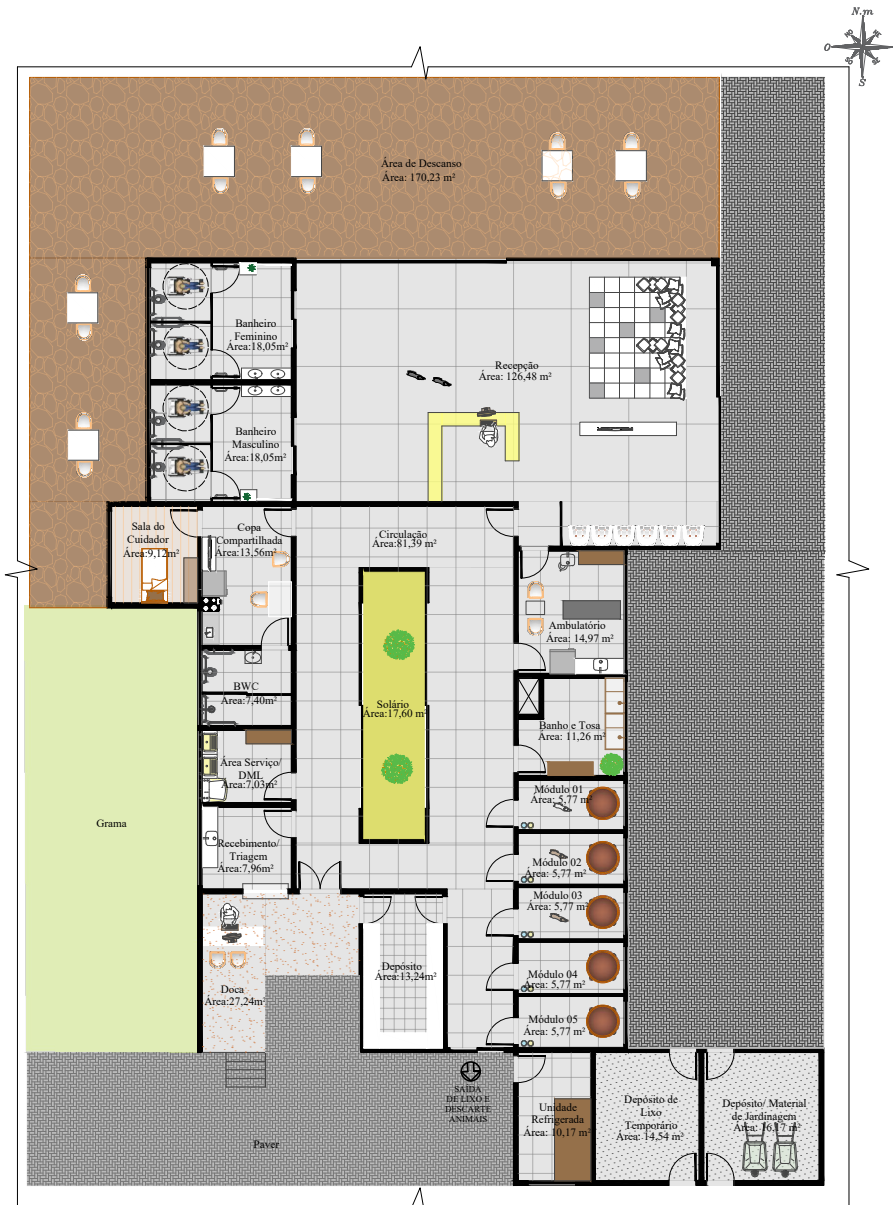 N.m
O
S
Área de Descanso
Área: 170,23 m²
Banheiro
Feminino
Área:18,05m²
Recepção
Área: 126,48 m²
Banheiro
Masculino
Área:18,05m²
Sala do
Cuidador
Área:9,12m²
Copa
Compartilhada
Área:13,56m²
Circulação
Área:81,39 m²
Ambulatório
Área: 14,97 m²
BWC
Área:7,40m²
Solário
Área:17,60 m²
Banho e Tosa
Área: 11,26 m²
Área Serviço/
DML
Área:7,03m²
Módulo 01
Área: 5,77 m²
Grama
Recebimento/
Triagem
Área:7,96m²
Módulo 02
Área: 5,77 m²
Módulo 03
Área: 5,77 m²
Depósito
Área:13,24m²
Módulo 04
Área: 5,77 m²
Doca
Área:27,24m²
Módulo 05
Área: 5,77 m²
SAÍDA
DE LIXO E
DESCARTE
ANIMAIS
Unidade
Refrigerada
Área: 10,17 m²
Depósito de
Lixo
Temporário
Área: 14,54 m²
Depósito/ Material
de Jardinagem
Área: 16,17 m²
Paver